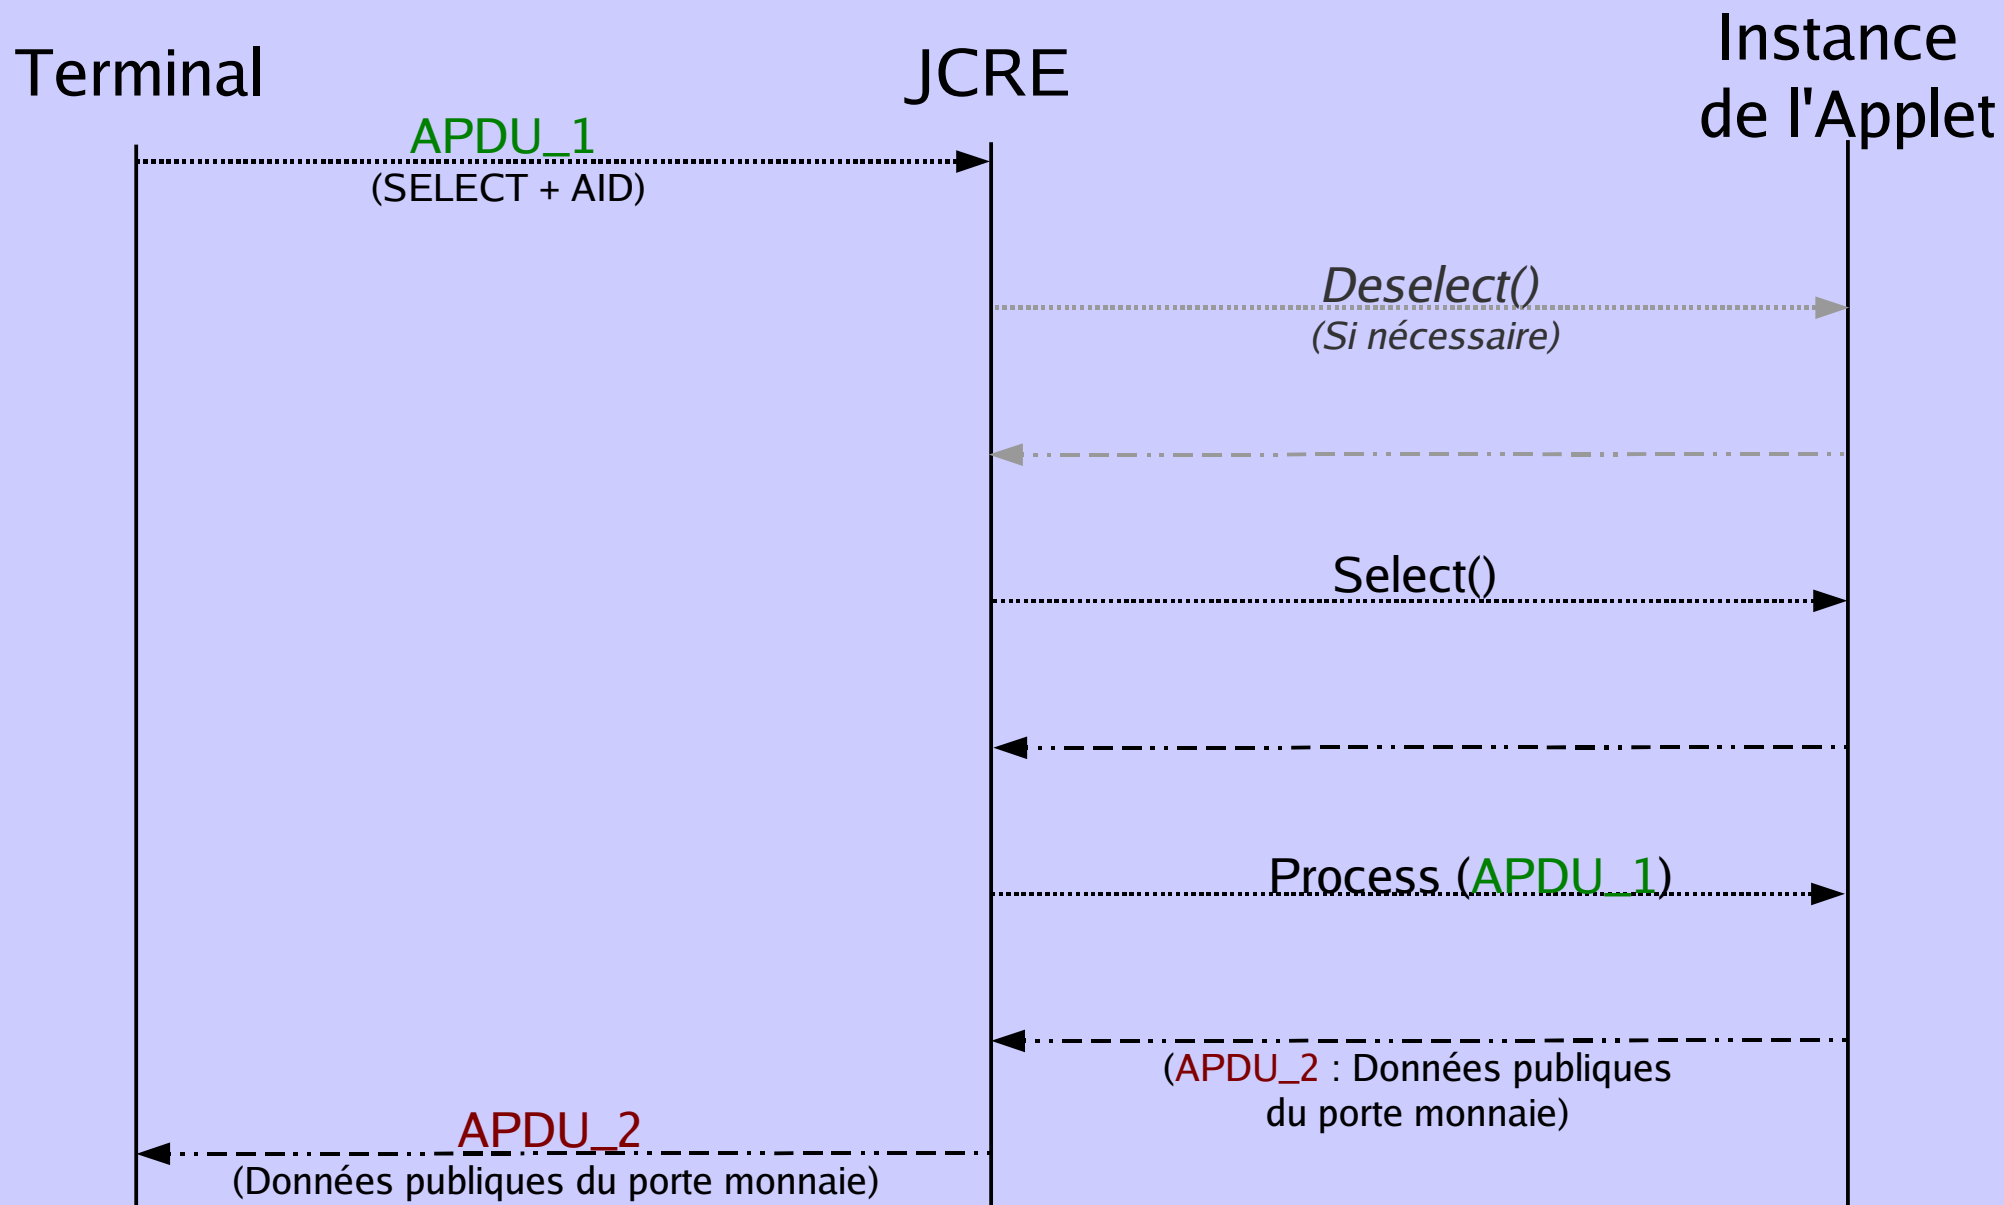 Terminal
JCRE
Instance
de l'Applet
APDU_1
(SELECT + AID)
Deselect()
(Si nécessaire)
Select()
Process (APDU_1)
(APDU_2 : Données publiques
du porte monnaie)
APDU_2
(Données publiques du porte monnaie)